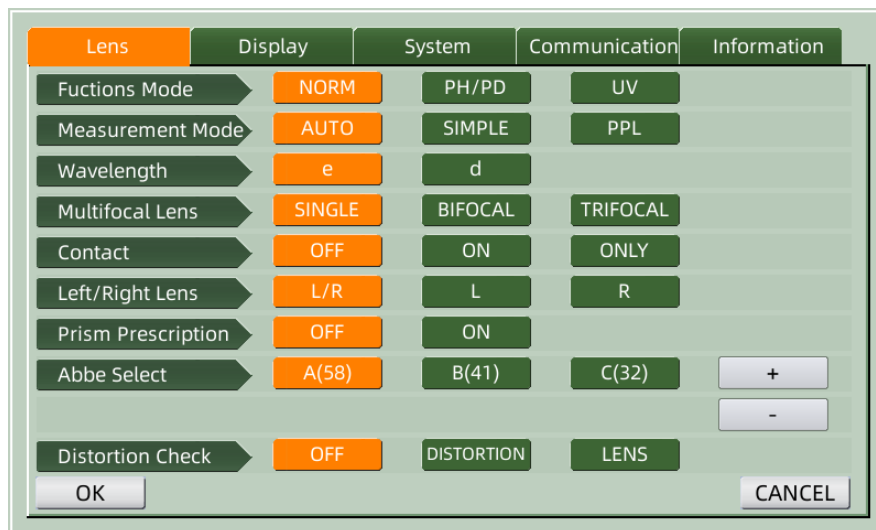 Lens Display System Communication Information
Fuctions Mode NORM PH/PD UV
Measurement Mode AUTO SIMPLE PPL
Wavelength e d
Multifocal Lens SINGLE BIFOCAL TRIFOCAL
Contact OFF ON ONLY
Left/Right Lens L/R L R
Prism Prescription OFF ON
Abbe Select A(58) B(41) C(32) +
-
Distortion Check OFF DISTORTION LENS
OK CANCEL